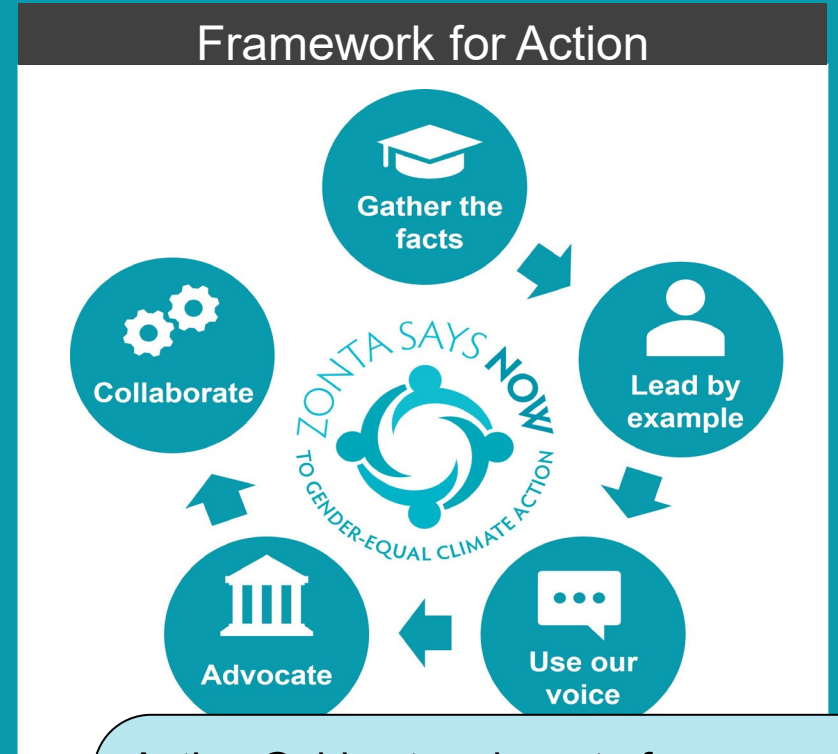 Framework for Action
Gather the
facts
Lead by
example
Use our
voice
Advocate
Collaborate
ZONTA SAYS NOW
TO GENDER-EQUAL CLIMATE ACTION